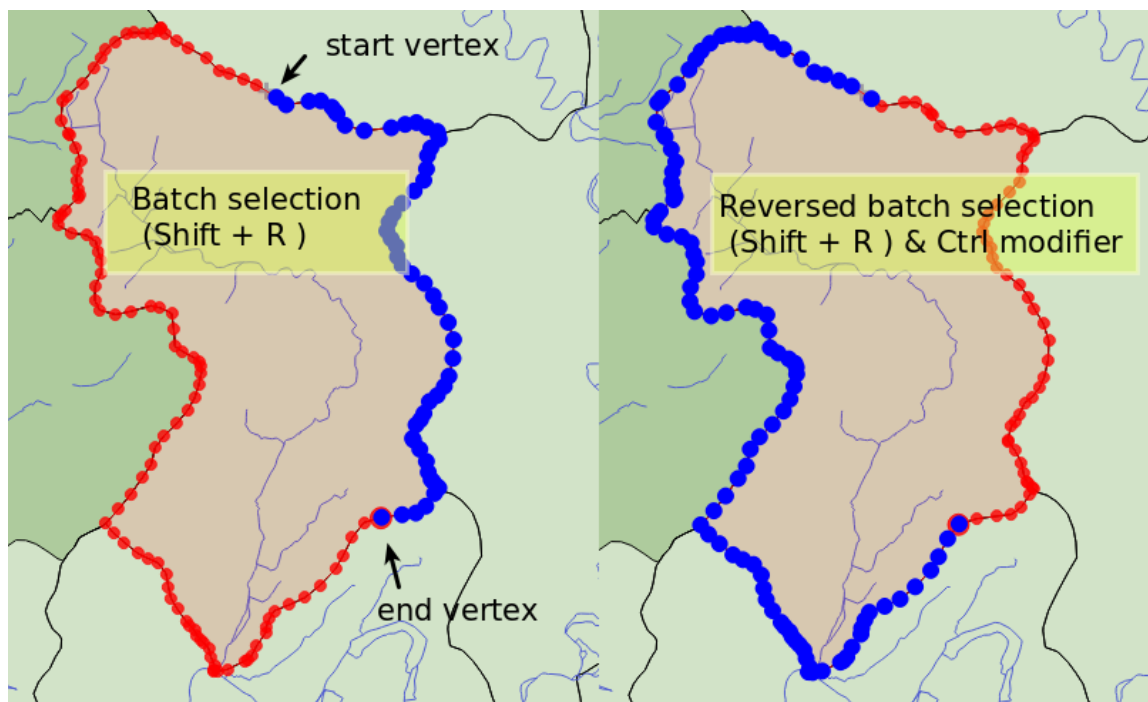 start vertex
Batch selection
(Shift + R )
end vertex
Reversed batch selection
(Shift + R ) & Ctrl modifier